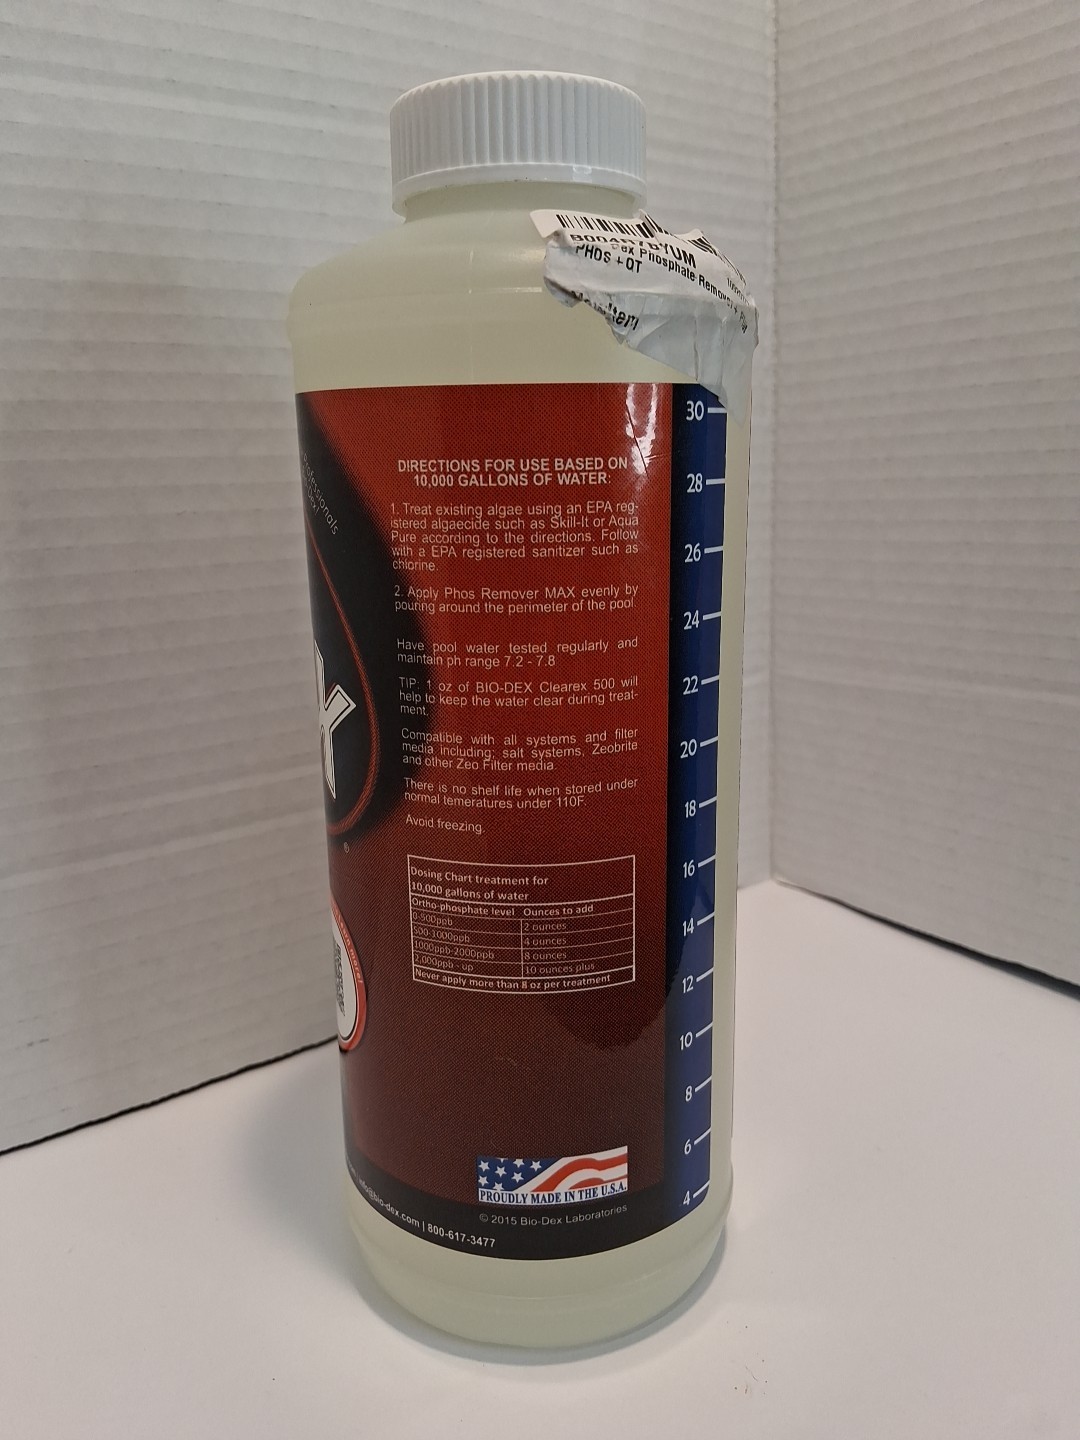 PHOS + QT
Phosphate Remover +
30
28
26
24
22
20
18
16
14
12
10
8
6
4
DIRECTIONS FOR USE BASED ON
10,000 GALLONS OF WATER:
1. Treat existing algae using an EPA reg-
istered algaecide such as Skill-It or Aqua
Pure according to the directions. Follow
with a EPA registered sanitizer such as
chlorine.
2. Apply Phos Remover MAX evenly by
pouring around the perimeter of the pool.
Have pool water tested regularly and
maintain ph range 7.2 - 7.8
TIP: 1 oz of BIO-DEX Clearex 500 will
help to keep the water clear during treat-
ment.
Compatible with all systems and filter
media including; salt systems, Zeobrite
and other Zeo Filter media.
There is no shelf life when stored under
normal temeratures under 110F.
Avoid freezing.
®
Dosing Chart treatment for
10,000 gallons of water
Ortho-phosphate level Ounces to add
0-500ppb 2 ounces
500-1000ppb 4 ounces
1000ppb-2000ppb 8 ounces
2,000ppb - up 10 ounces plus
Never apply more than 8 oz per treatment
PROUDLY MADE IN THE U.S.A.
© 2015 Bio-Dex Laboratories
info@bio-dex.com | 800-617-3477